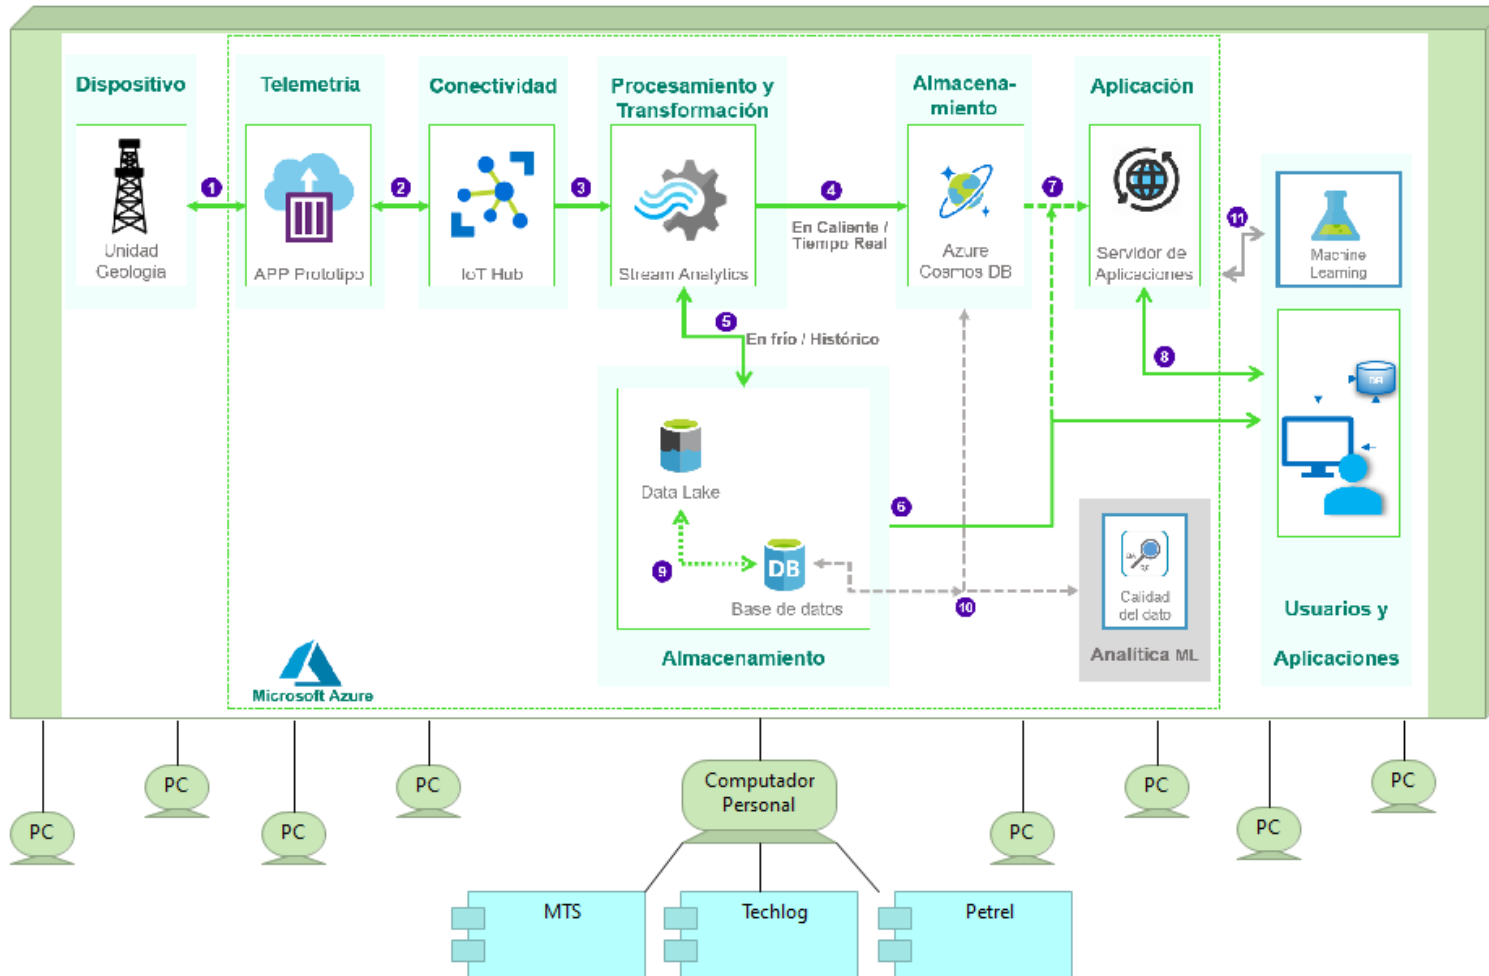 Dispositivo
Telemetría
Conectividad
Procesamiento y
Transformación
Almacena-
miento
Aplicación
Unidad
Geología
1
APP Prototipo
2
IoT Hub
3
Stream Analytics
4
En Caliente /
Tiempo Real
Azure
Cosmos DB
7
Servidor de
Aplicaciones
11
Machine
Learning
5
En frío / Histórico
8
DB
Data Lake
6
9
DB
Base de datos
10
Calidad
del dato
Analítica ML
Almacenamiento
Usuarios y
Aplicaciones
Microsoft Azure
PC
PC
PC
PC
Computador
Personal
PC
PC
PC
PC
MTS
Techlog
Petrel